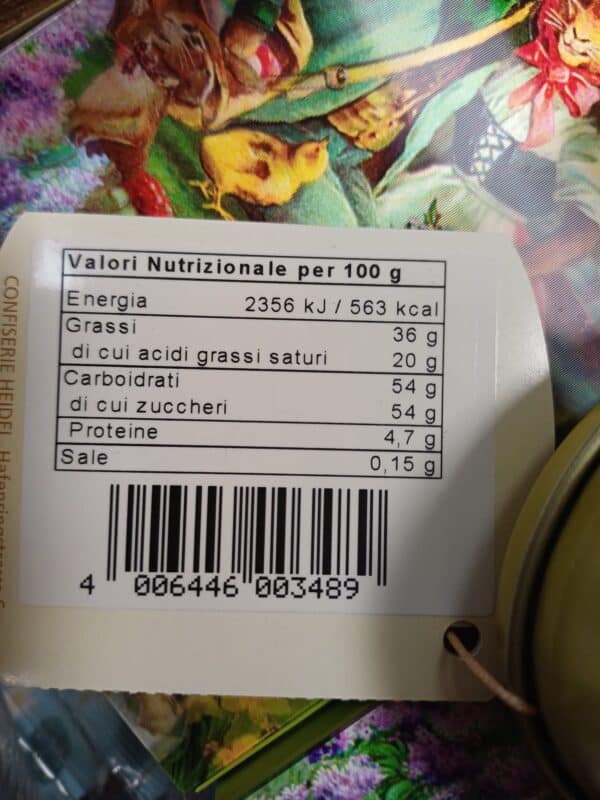 Valori Nutrizionale per 100 g
Energia 2356 kJ / 563 kcal
Grassi 36 g
di cui acidi grassi saturi 20 g
Carboidrati 54 g
di cui zuccheri 54 g
Proteine 4,7 g
Sale 0,15 g
4 006446 003489
CONFISERIE HEIDEL